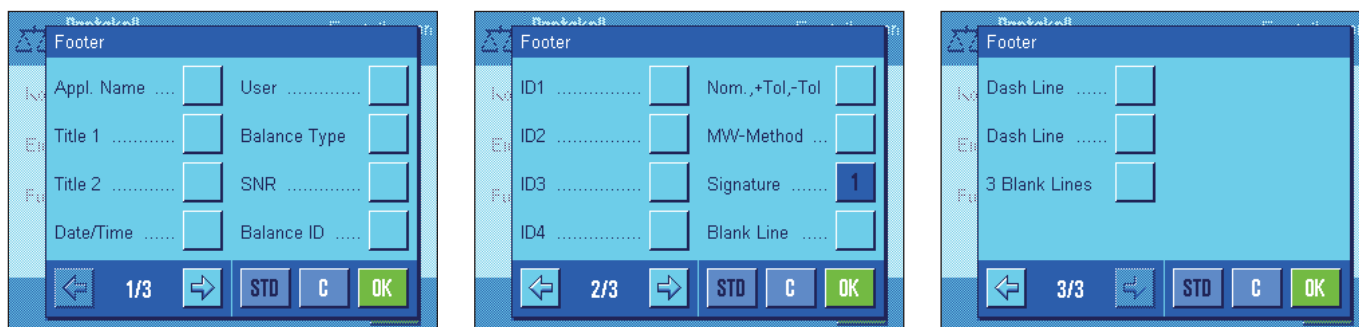 Footer
Appl. Name .... User .............
Title 1 ............ Balance Type
Title 2 ............ SNR .............
Date/Time ...... Balance ID .....
1/3 STD C OK
Footer
ID1 ................ Nom.,+Tol,-Tol
ID2 ................ MW-Method ...
ID3 ................ Signature ....... 1
ID4 ................ Blank Line .....
2/3 STD C OK
Footer
Dash Line ......
Dash Line ......
3 Blank Lines
3/3 STD C OK